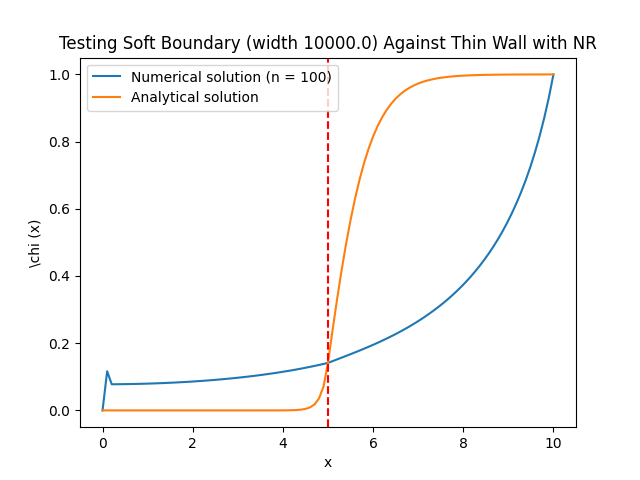 Testing Soft Boundary (width 10000.0) Against Thin Wall with NR
Numerical solution (n = 100)
Analytical solution
1.0
0.8
0.6
0.4
0.2
0.0
\chi (x)
0 2 4 6 8 10
x